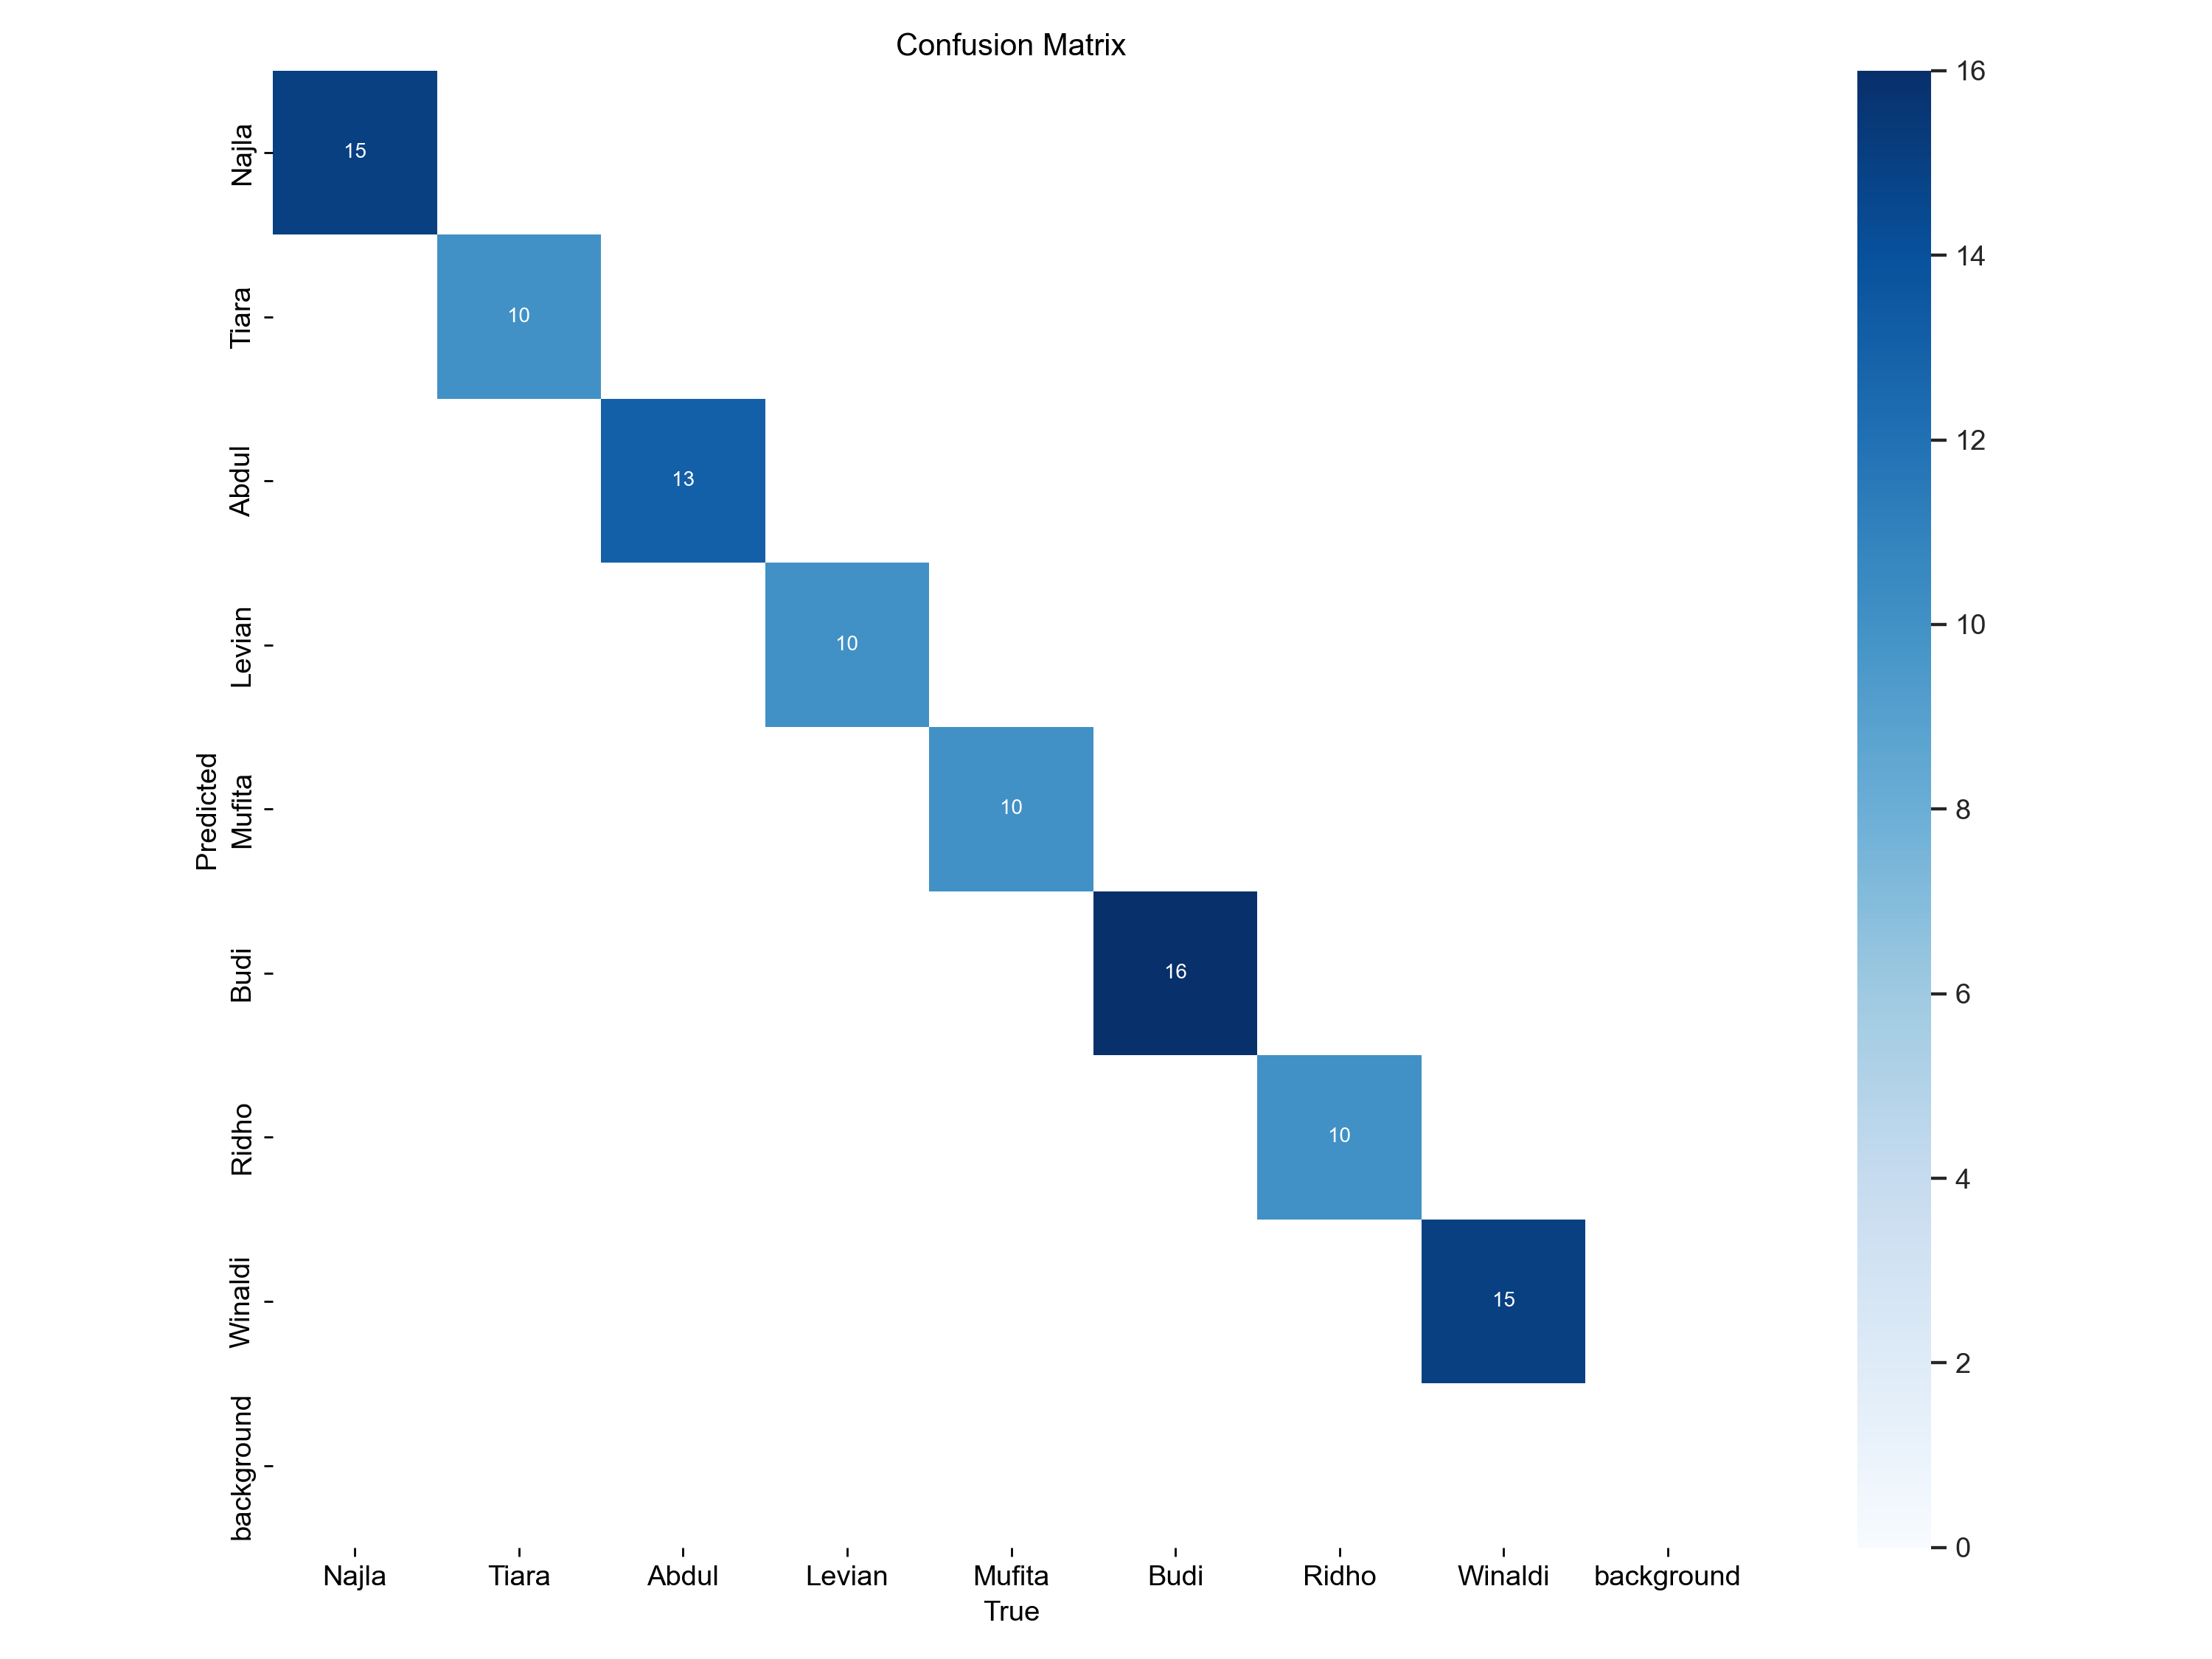 Confusion Matrix
Najla
15
Tiara
10
Abdul
13
Levian
10
Mufita
10
Budi
16
Ridho
10
Winaldi
15
background
Predicted
Najla Tiara Abdul Levian Mufita Budi Ridho Winaldi background
True
16
14
12
10
8
6
4
2
0